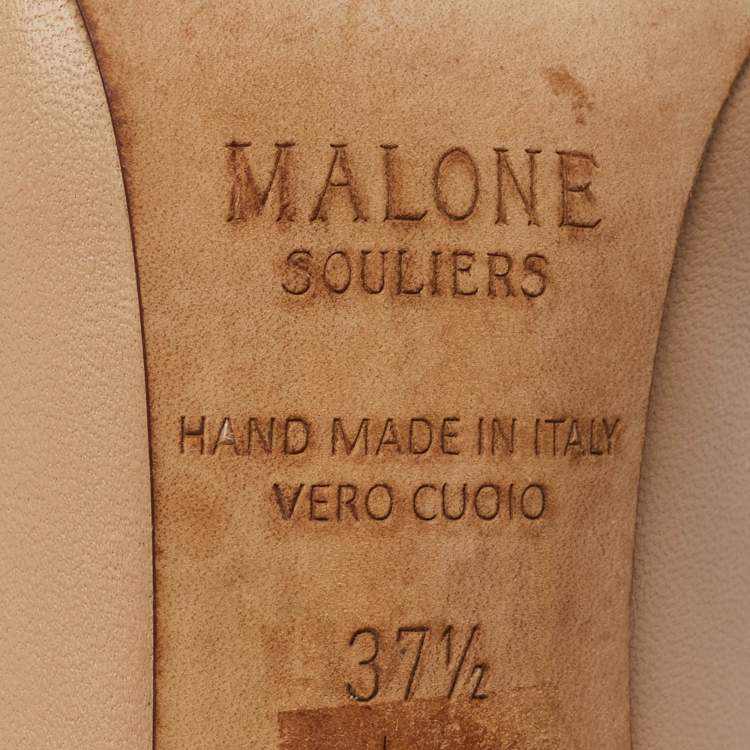 MALONE
SOULIERS
HAND MADE IN ITALY
VERO CUOIO
37½